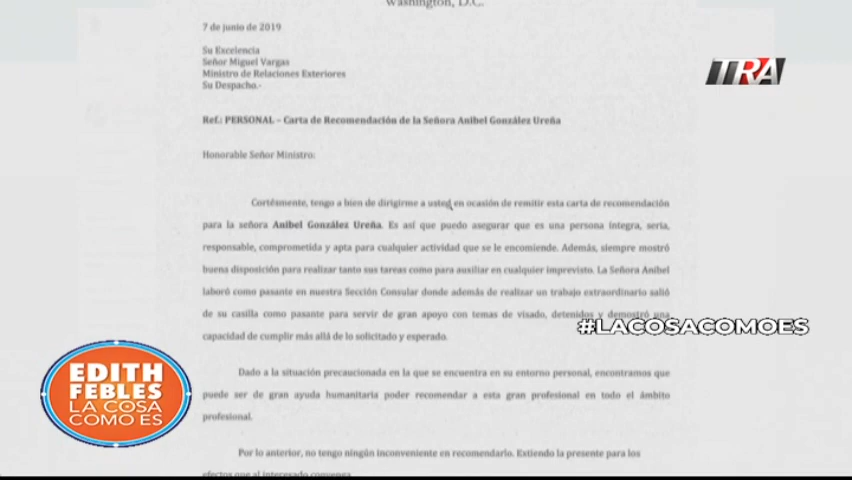 Washington, D.C.
7 de junio de 2019
Su Excelencia
Señor Miguel Vargas
Ministro de Relaciones Exteriores
Su Despacho.-
Ref.: PERSONAL – Carta de Recomendación de la Señora Anibel González Ureña
Honorable Señor Ministro:
Cortésmente, tengo a bien de dirigirme a usted en ocasión de remitir esta carta de recomendación
para la señora Anibel González Ureña. Es así que puedo asegurar que es una persona íntegra, seria,
responsable, comprometida y apta para cualquier actividad que se le encomiende. Además, siempre mostró
buena disposición para realizar tanto sus tareas como para auxiliar en cualquier imprevisto. La Señora Anibel
laboró como pasante en nuestra Sección Consular donde además de realizar un trabajo extraordinario salió
de su casilla como pasante para servir de gran apoyo con temas de visado, detenidos y demostró una
capacidad de cumplir más allá de lo solicitado y esperado.
Dado a la situación precaucionada en la que se encuentra en su entorno personal, encontramos que
puede ser de gran ayuda humanitaria poder recomendar a esta gran profesional en todo el ámbito
profesional.
Por lo anterior, no tengo ningún inconveniente en recomendarlo. Extiendo la presente para los
efectos que al interesado convenga.
TRA
#LACOSACOMOES
EDITH
FEBLES
LA COSA
COMO ES